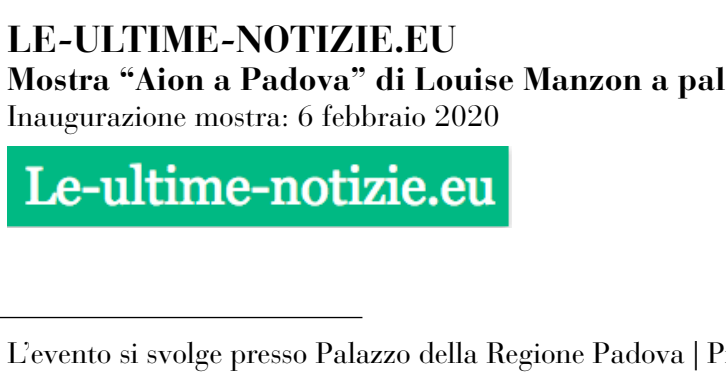 LE-ULTIME-NOTIZIE.EU
Mostra “Aion a Padova” di Louise Manzon a pal
Inaugurazione mostra: 6 febbraio 2020
Le-ultime-notizie.eu
L’evento si svolge presso Palazzo della Regione Padova | P